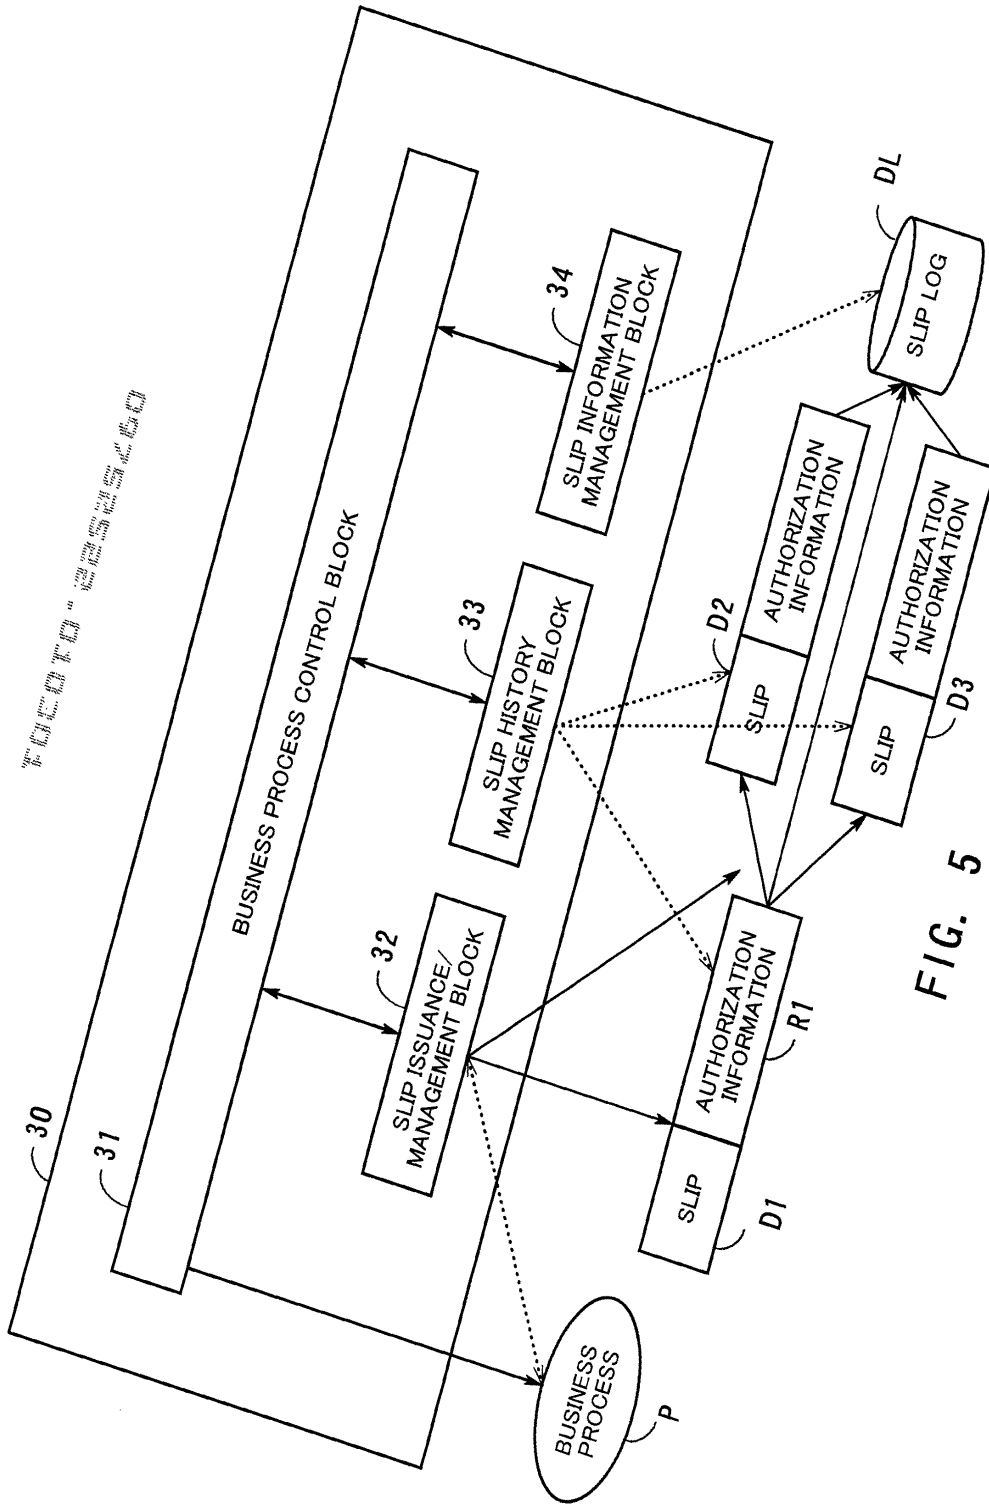 30
31
BUSINESS PROCESS CONTROL BLOCK
32
33
34
SLIP ISSUANCE/
MANAGEMENT BLOCK
SLIP HISTORY
MANAGEMENT BLOCK
SLIP INFORMATION
MANAGEMENT BLOCK
BUSINESS
PROCESS
P
SLIP
AUTHORIZATION
INFORMATION
D1
R1
D2
SLIP
AUTHORIZATION
INFORMATION
SLIP
AUTHORIZATION
INFORMATION
D3
DL
SLIP LOG
FIG. 5